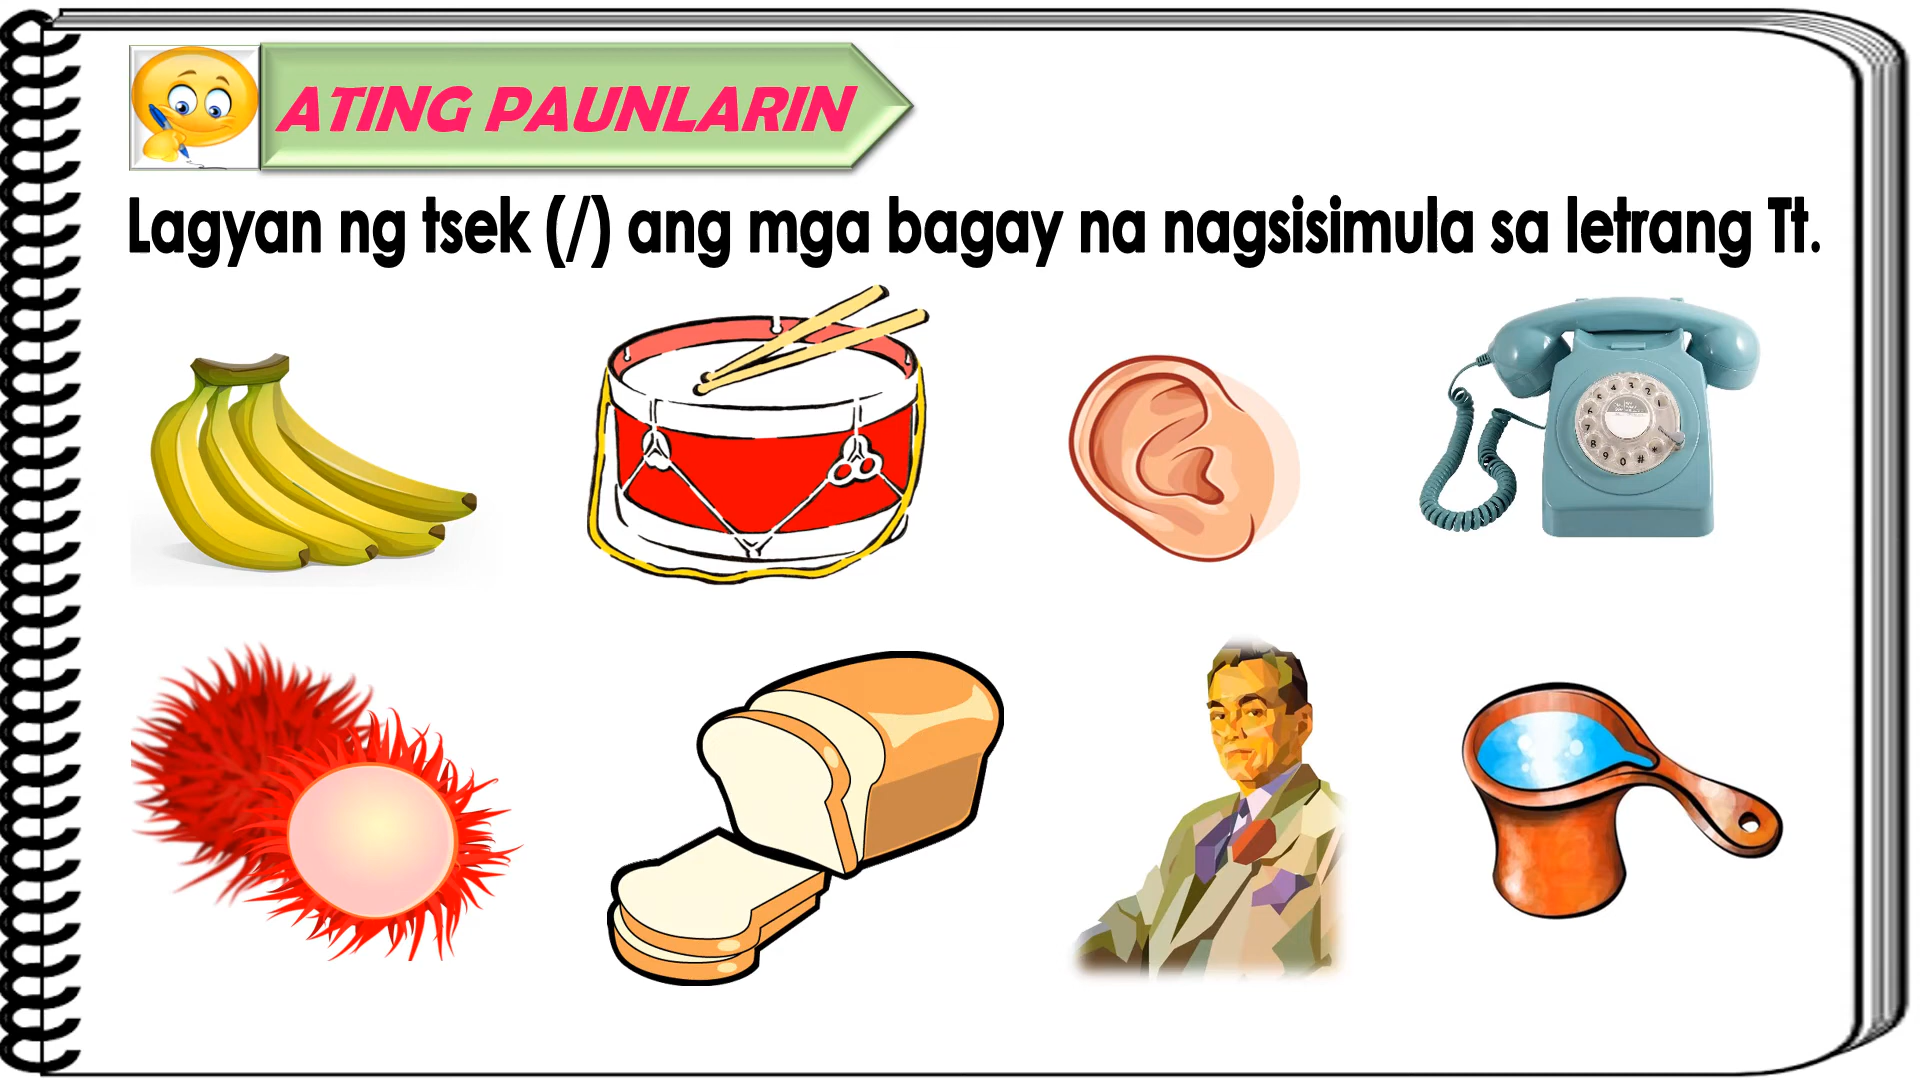 ATING PAUNLARIN
Lagyan ng tsek (/) ang mga bagay na nagsisimula sa letrang Tt.